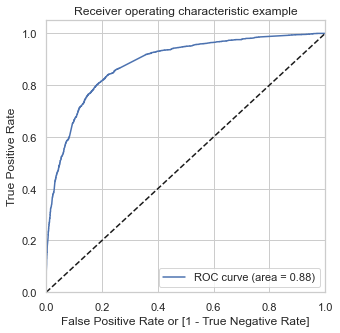 Receiver operating characteristic example
1.0
0.8
0.6
0.4
0.2
0.0
True Positive Rate
ROC curve (area = 0.88)
0.0 0.2 0.4 0.6 0.8 1.0
False Positive Rate or [1 - True Negative Rate]